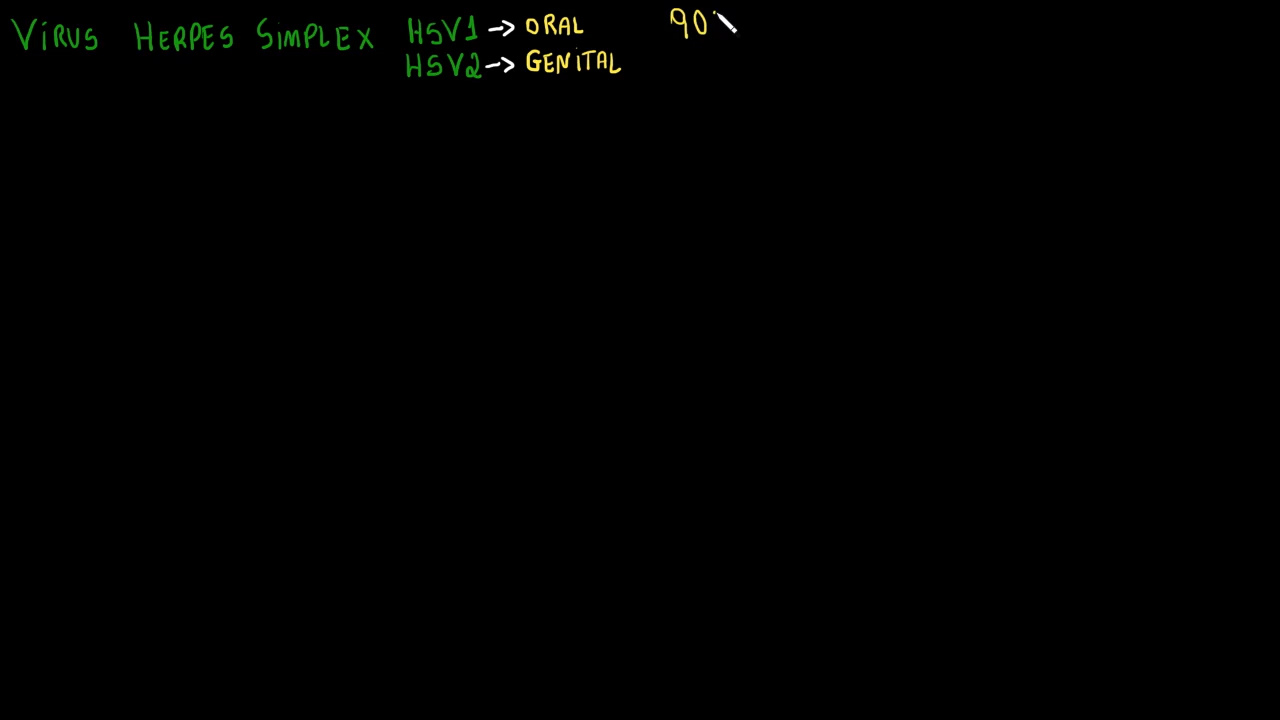 VIRUS HERPES SIMPLEX HSV1 → ORAL 90
HSV2 → GENITAL